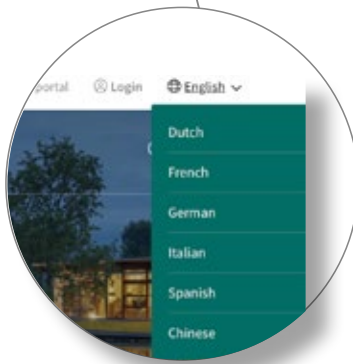 portal Login English
Dutch
French
German
Italian
Spanish
Chinese